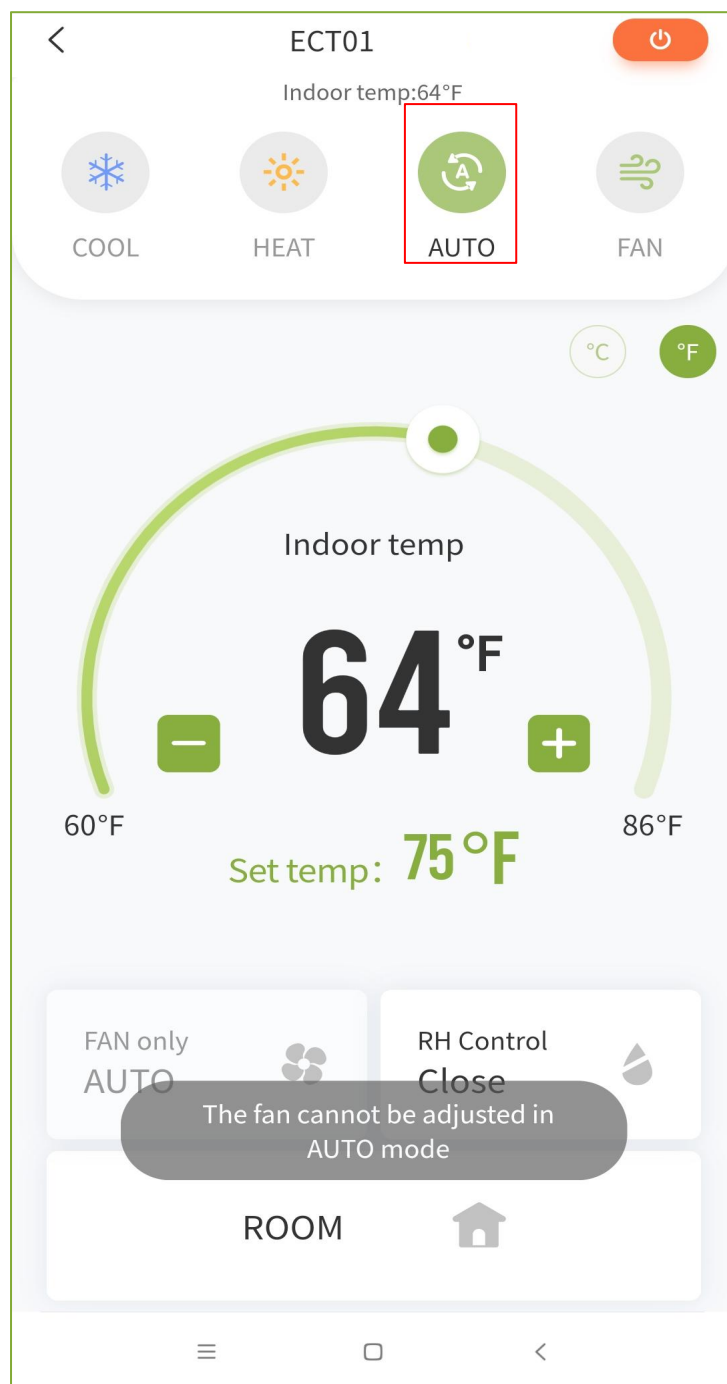 ECT01
Indoor temp:64°F
A
COOL HEAT AUTO FAN
°C °F
Indoor temp
64°F
60°F 86°F
Set temp: 75°F
FAN only
AUTO
RH Control
Close
The fan cannot be adjusted in
AUTO mode
ROOM